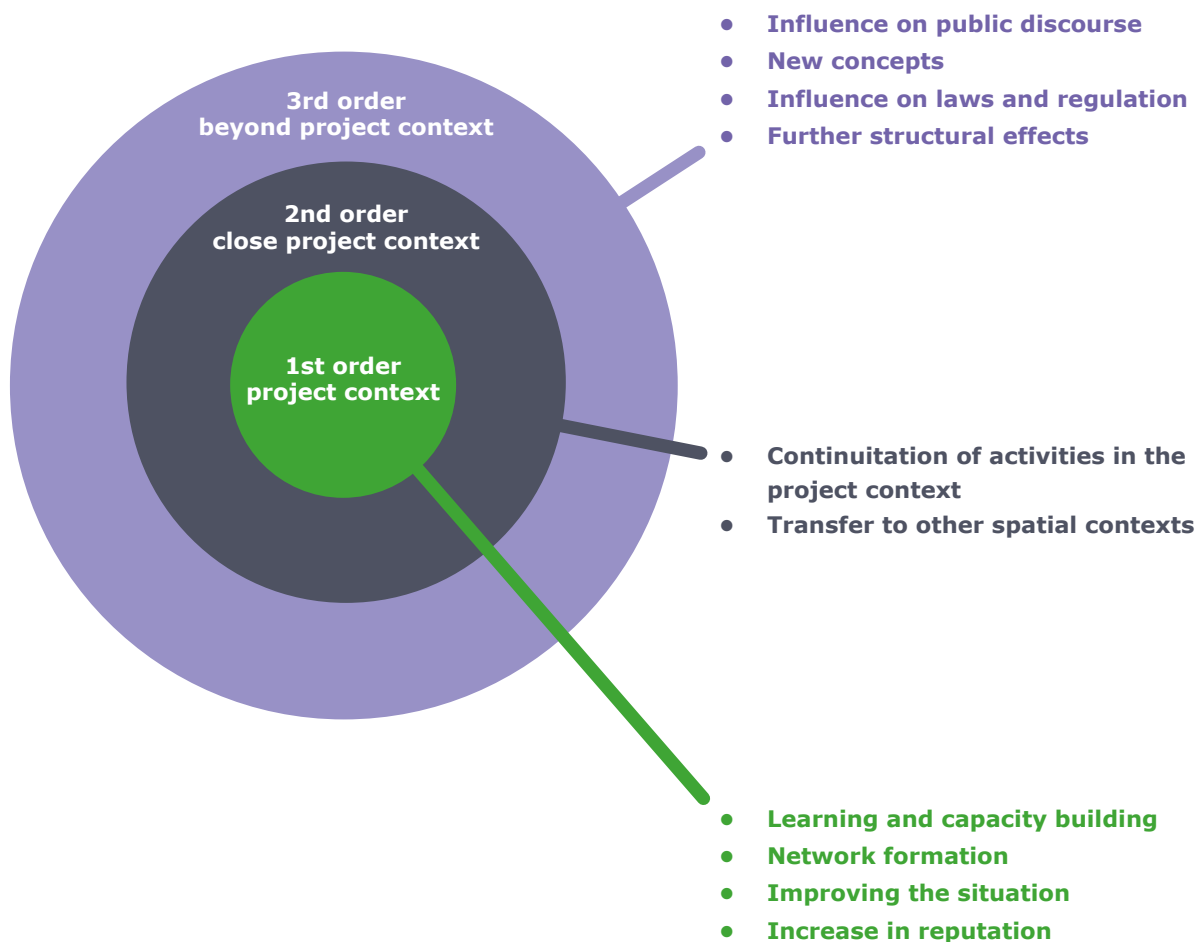 ● Influence on public discourse
● New concepts
● Influence on laws and regulation
● Further structural effects
3rd order
beyond project context
2nd order
close project context
1st order
project context
● Continuitation of activities in the
project context
● Transfer to other spatial contexts
● Learning and capacity building
● Network formation
● Improving the situation
● Increase in reputation